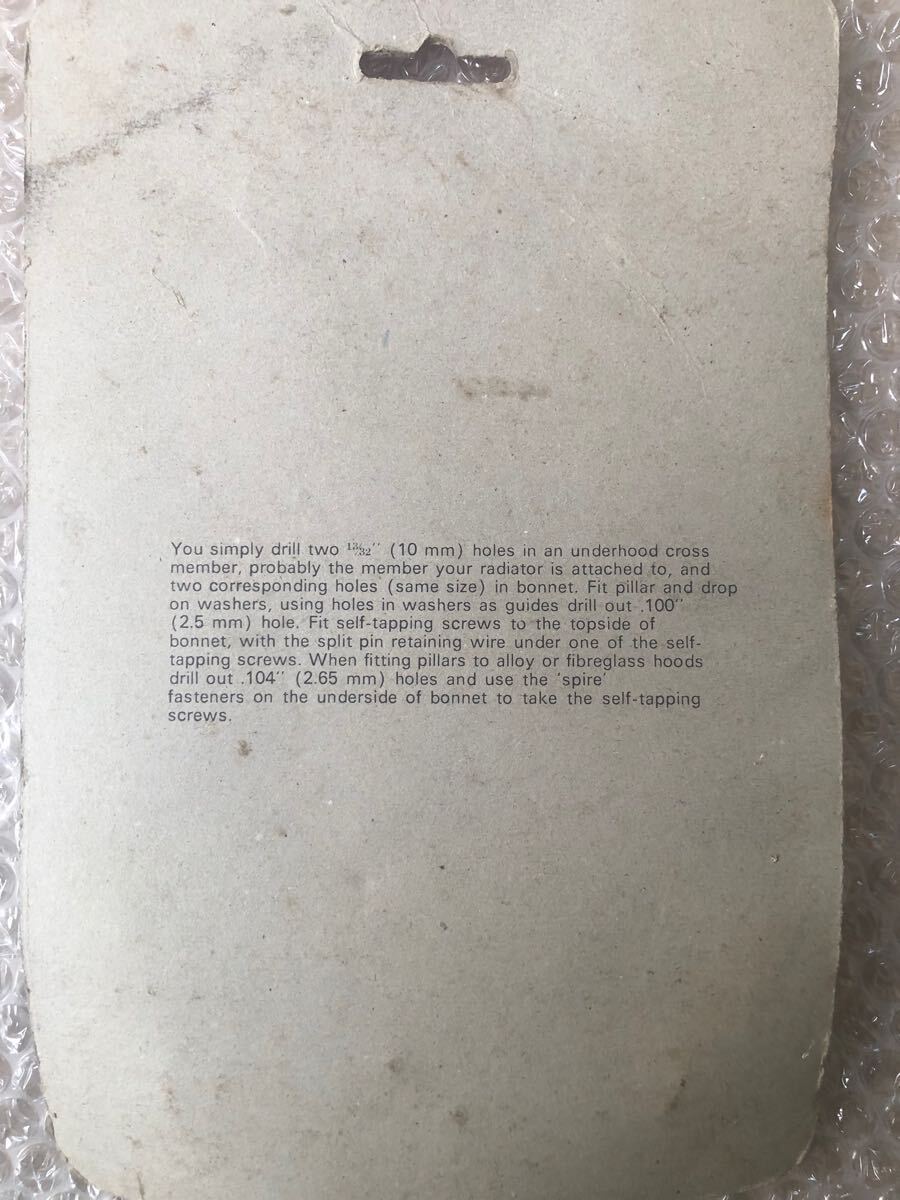 You simply drill two 13/32'' (10 mm) holes in an underhood cross
member, probably the member your radiator is attached to, and
two corresponding holes (same size) in bonnet. Fit pillar and drop
on washers, using holes in washers as guides drill out .100''
(2.5 mm) hole. Fit self-tapping screws to the topside of
bonnet, with the split pin retaining wire under one of the self-
tapping screws. When fitting pillars to alloy or fibreglass hoods
drill out .104'' (2.65 mm) holes and use the 'spire'
fasteners on the underside of bonnet to take the self-tapping
screws.